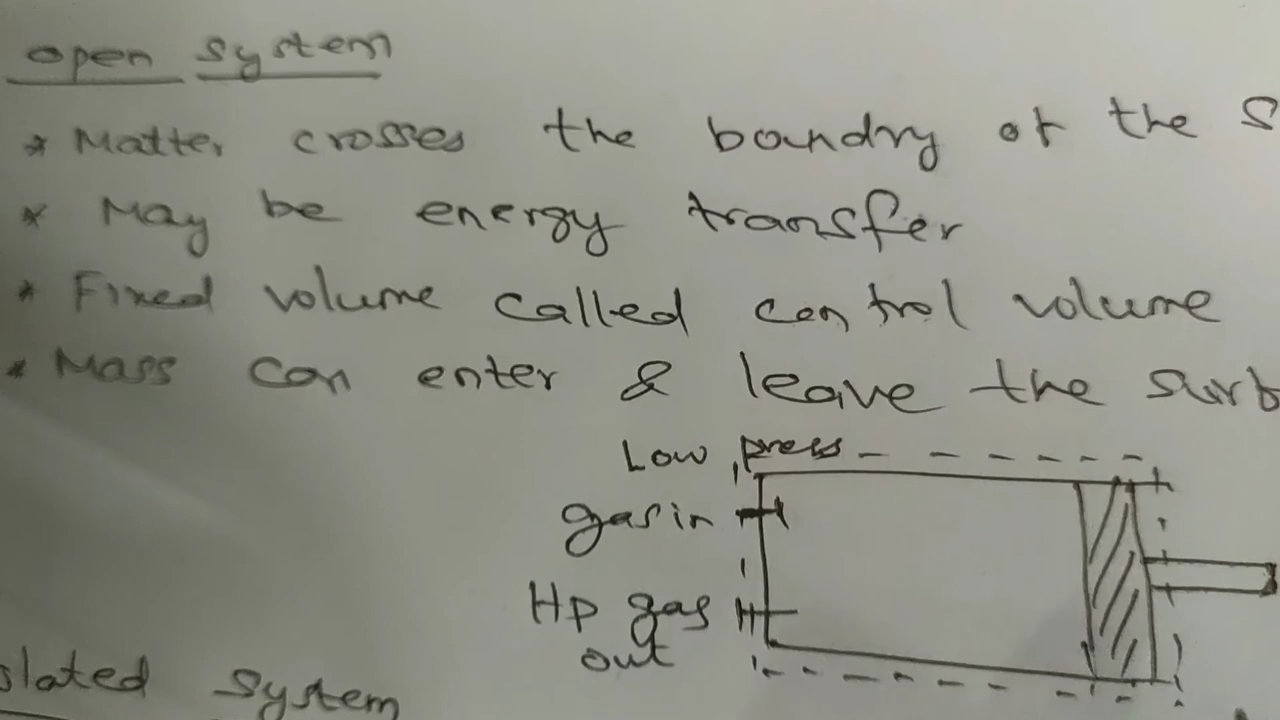 open system
* Matter crosses the boundry of the S
* May be energy transfer
* Fixed volume called control volume
* Mass can enter & leave the surf
Low press
gas in
Hp gas
out
slated system